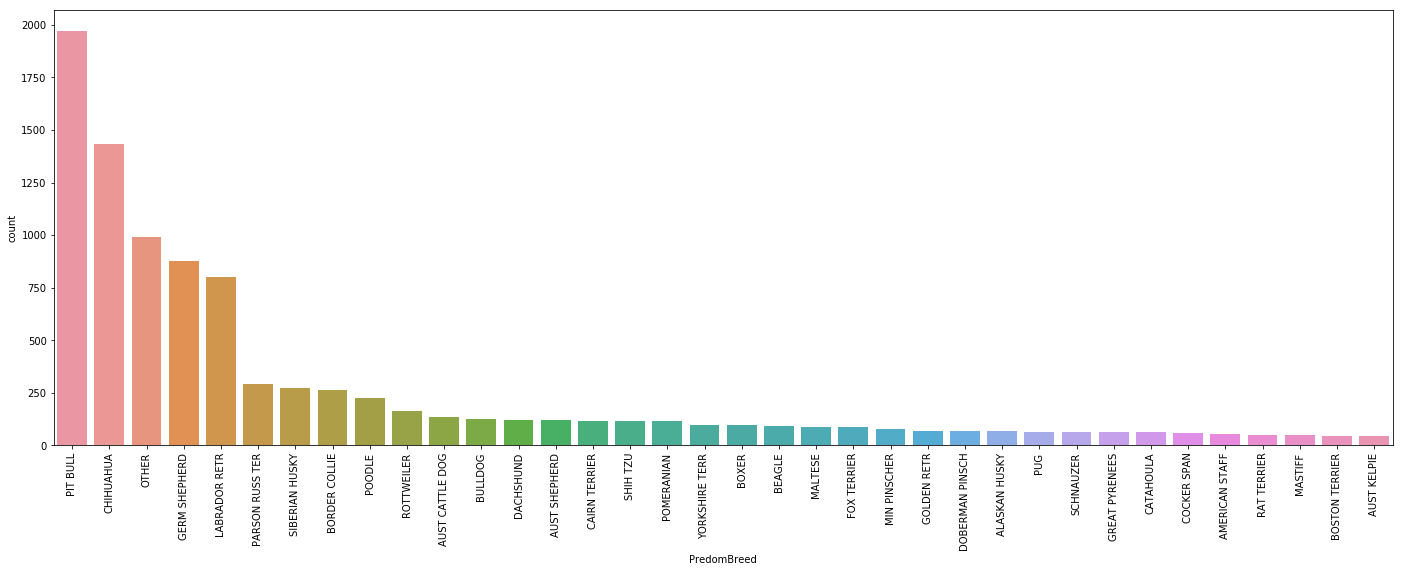 2000
1750
1500
1250
1000
750
500
250
0
count
PIT BULL
CHIHUAHUA
OTHER
GERM SHEPHERD
LABRADOR RETR
PARSON RUSS TER
SIBERIAN HUSKY
BORDER COLLIE
POODLE
ROTTWEILER
AUST CATTLE DOG
BULLDOG
DACHSHUND
AUST SHEPHERD
CAIRN TERRIER
SHIH TZU
POMERANIAN
YORKSHIRE TERR
BOXER
BEAGLE
MALTESE
FOX TERRIER
MIN PINSCHER
GOLDEN RETR
DOBERMAN PINSCH
ALASKAN HUSKY
PUG
SCHNAUZER
GREAT PYRENEES
CATAHOULA
COCKER SPAN
AMERICAN STAFF
RAT TERRIER
MASTIFF
BOSTON TERRIER
AUST KELPIE
PredomBreed